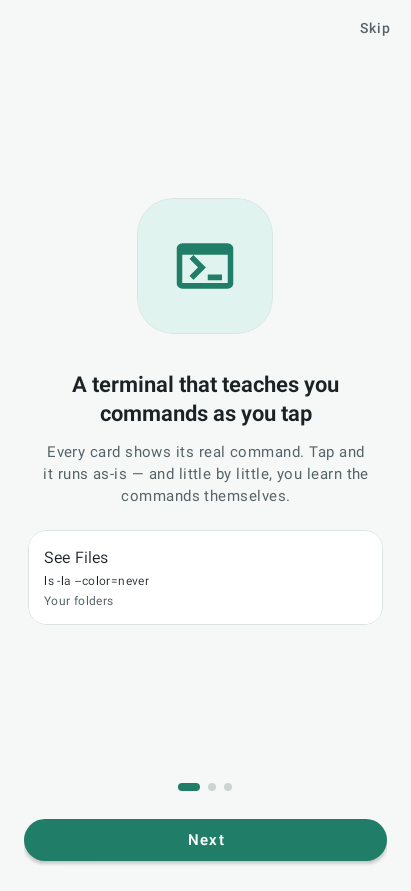 Skip
A terminal that teaches you
commands as you tap
Every card shows its real command. Tap and
it runs as-is — and little by little, you learn the
commands themselves.
See Files
ls -la --color=never
Your folders
Next